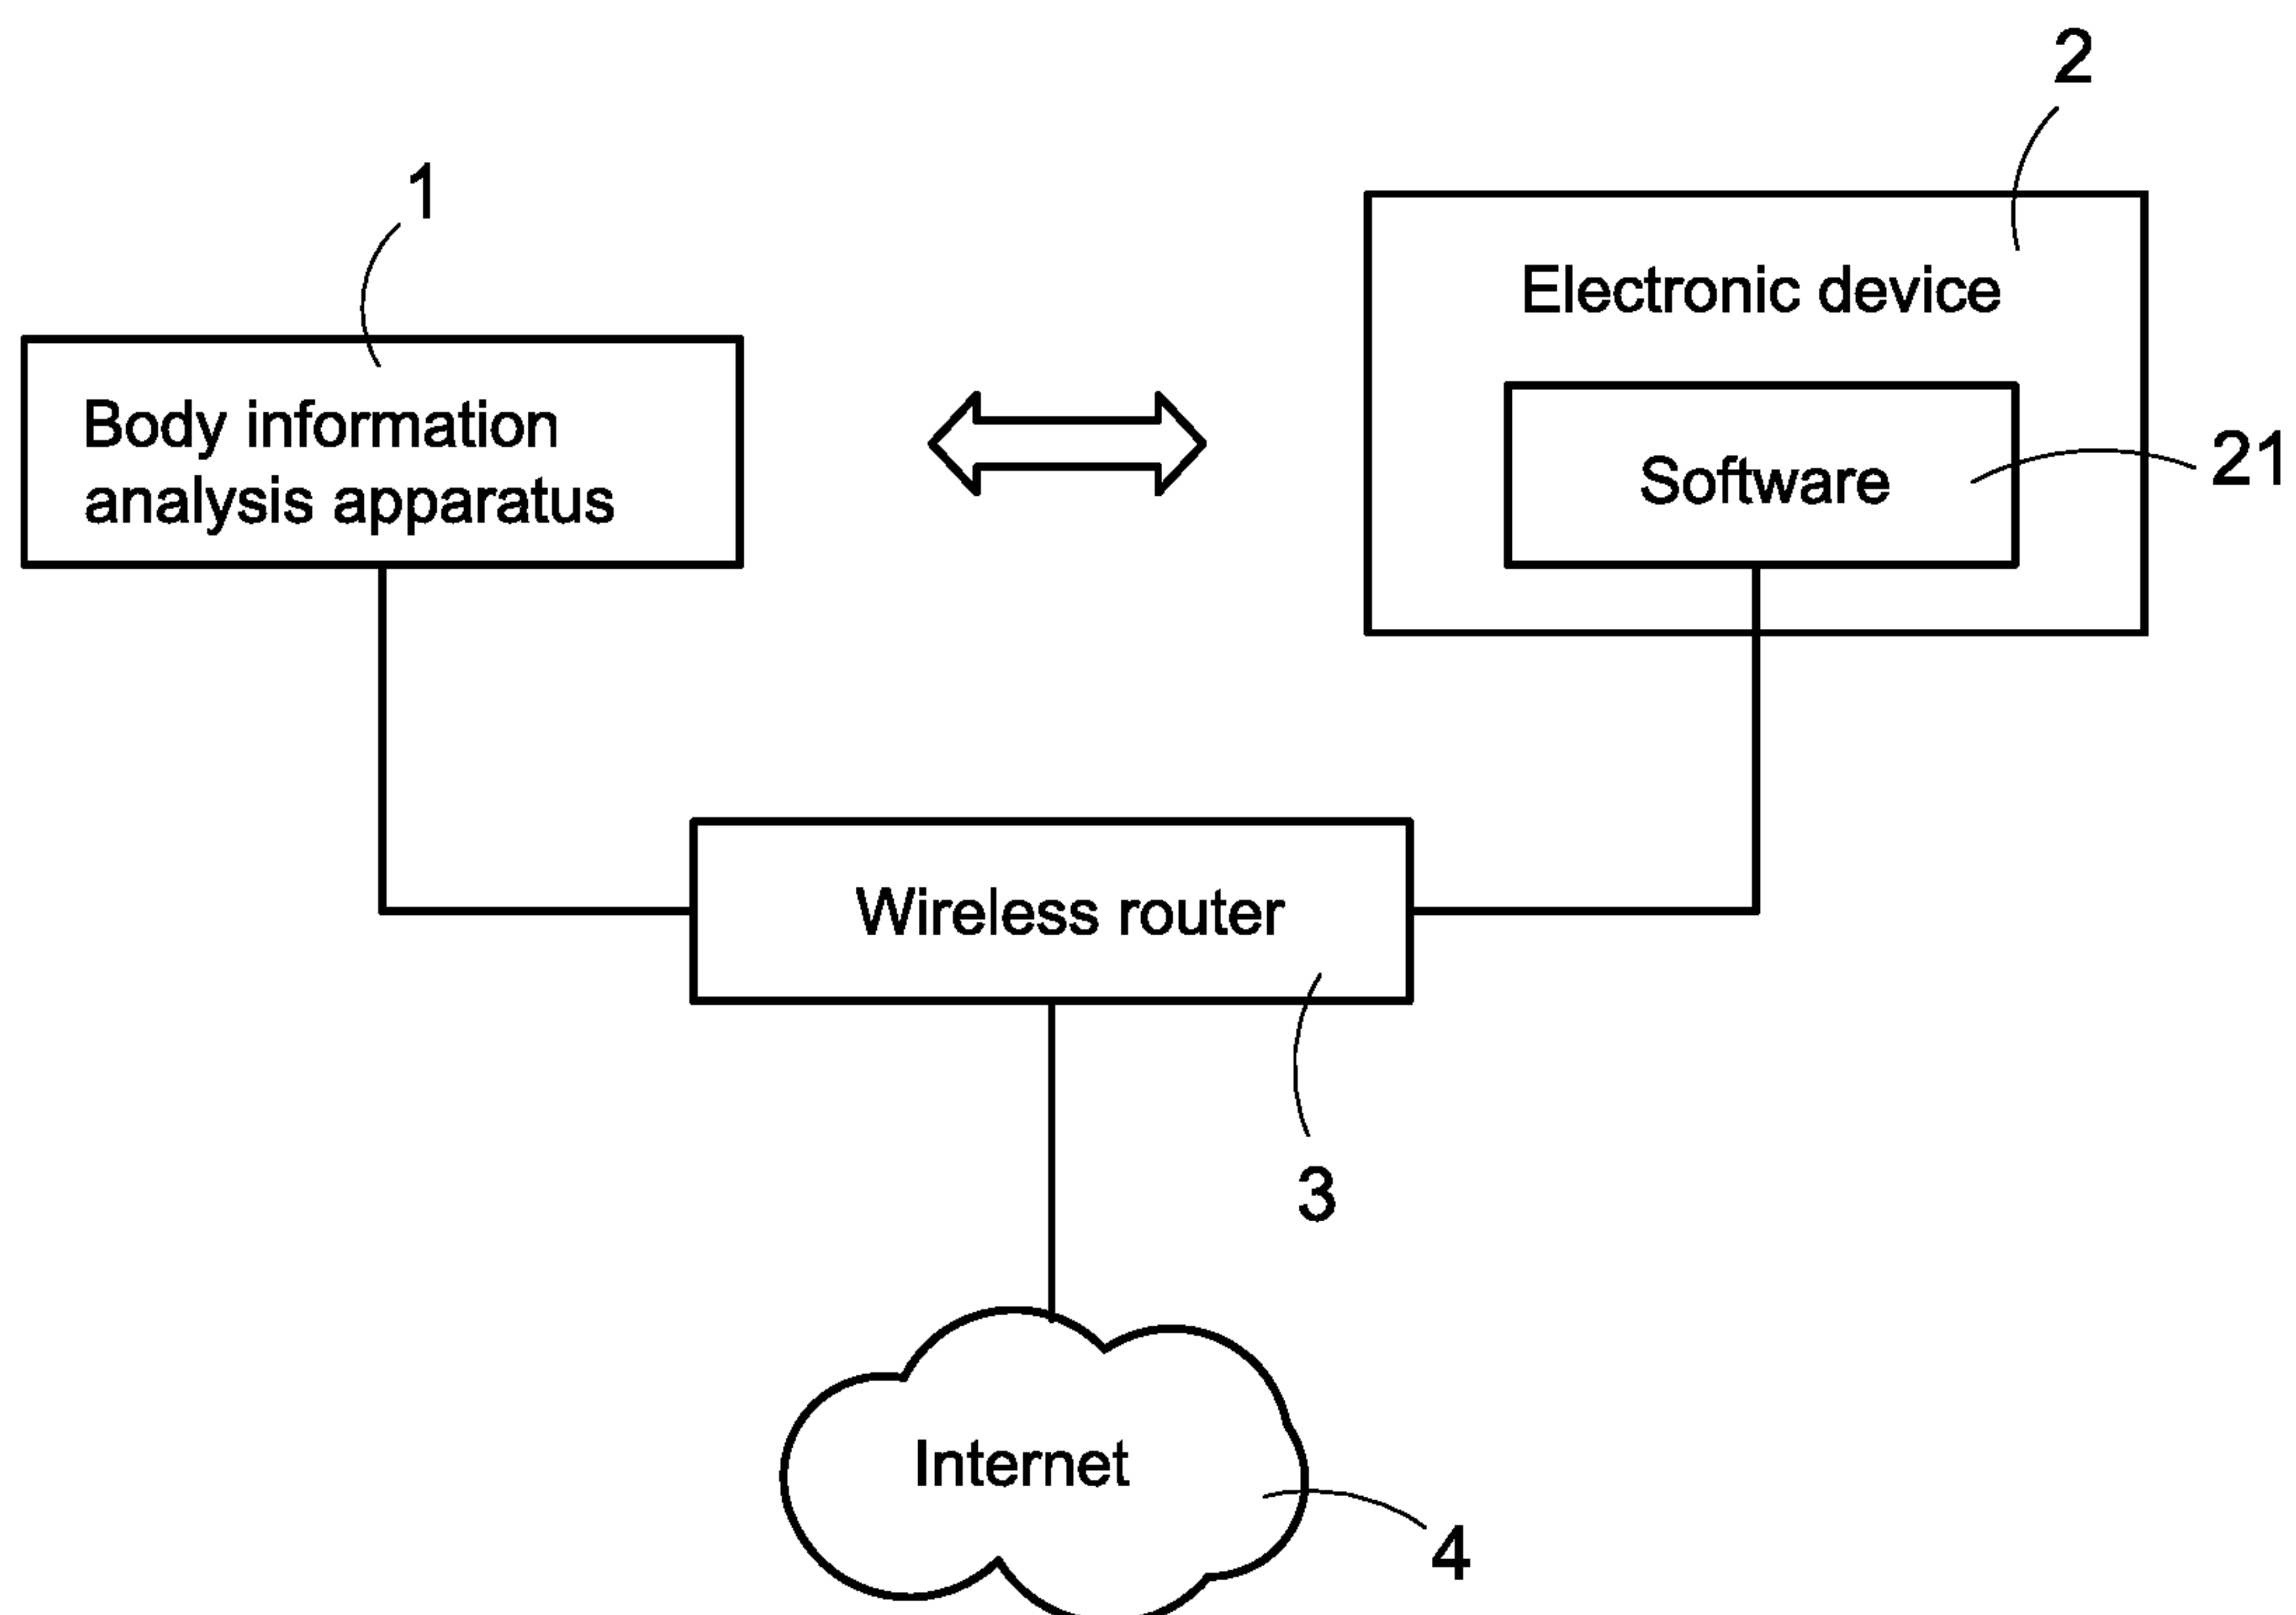 2
1
Electronic device
Body information
analysis apparatus
Software
21
Wireless router
3
Internet
4